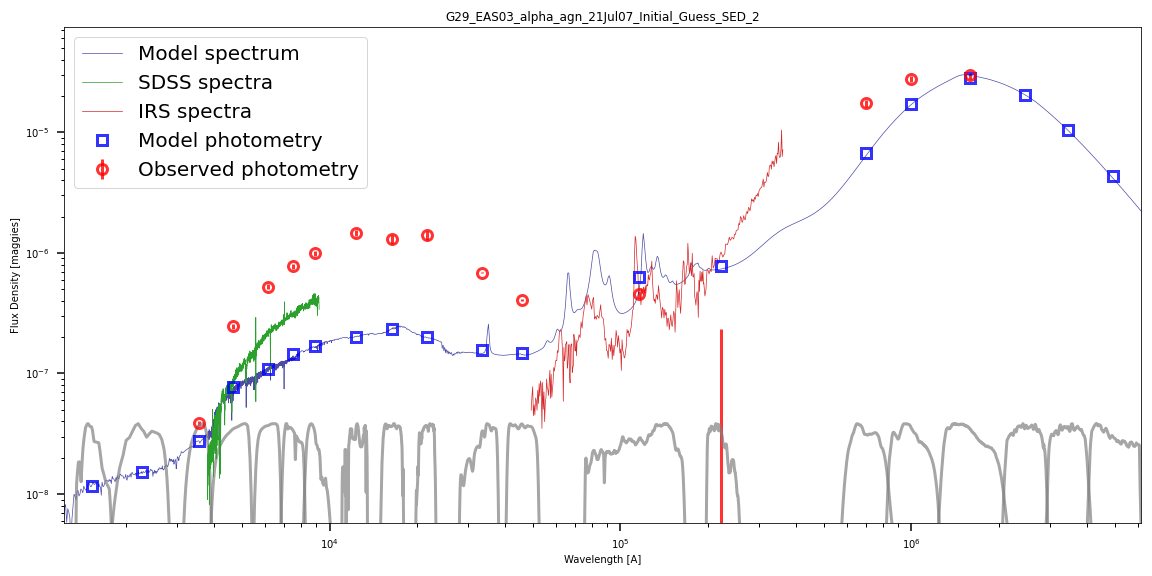 G29_EAS03_alpha_agn_21Jul07_Initial_Guess_SED_2
Model spectrum
SDSS spectra
IRS spectra
Model photometry
Observed photometry
Flux Density [maggies]
10⁻⁵
10⁻⁶
10⁻⁷
10⁻⁸
10⁴
10⁵
10⁶
Wavelength [A]